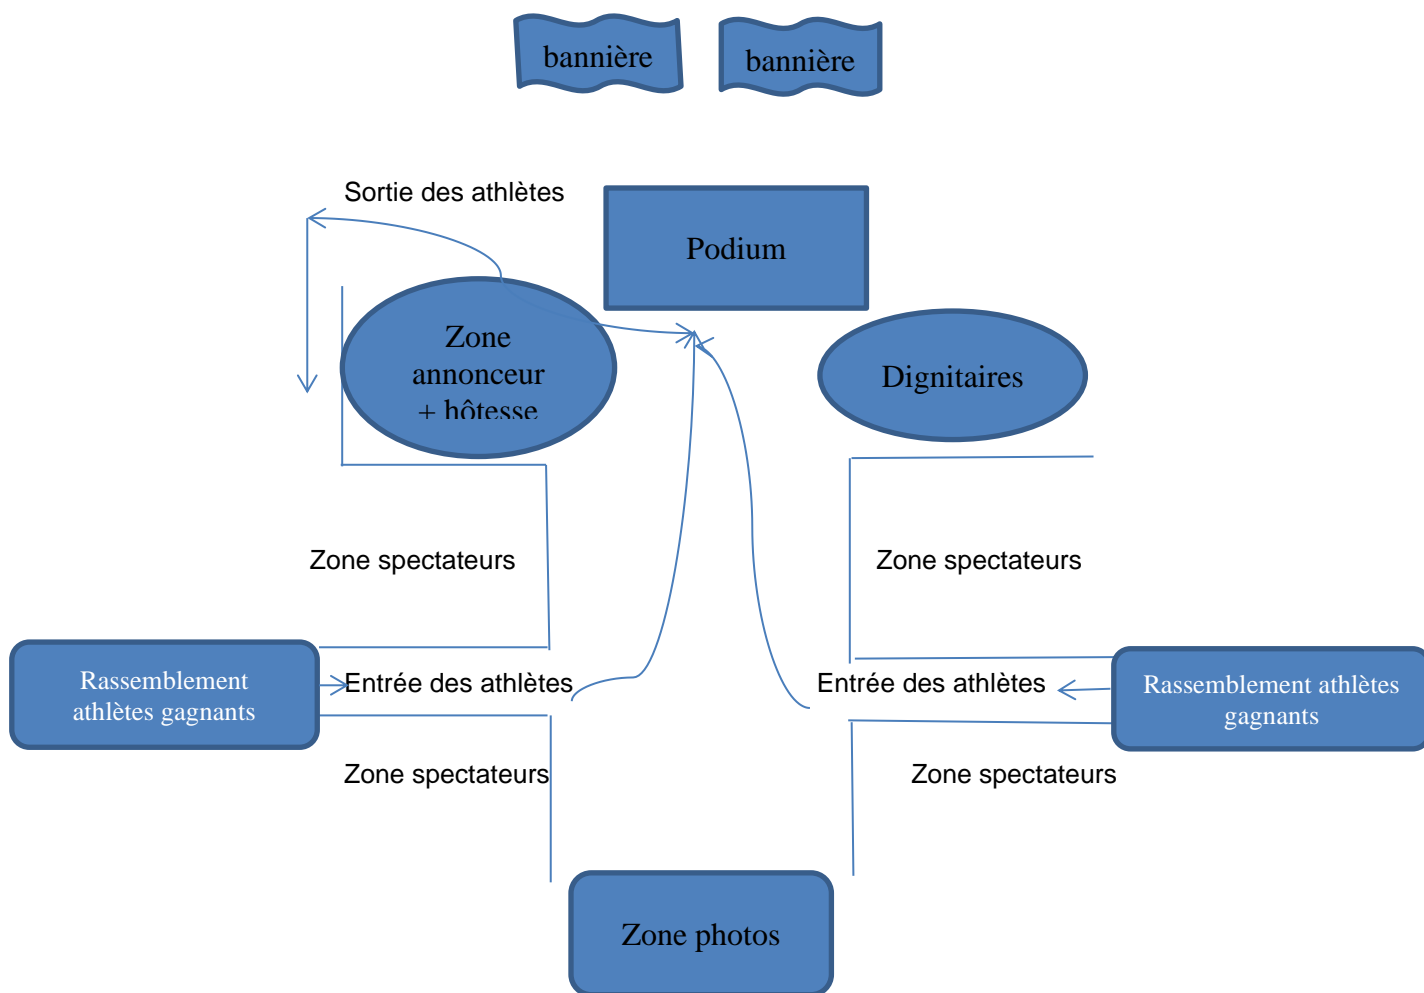 bannière
bannière
Sortie des athlètes
Podium
Zone
annonceur
+ hôtesse
Dignitaires
Zone spectateurs
Zone spectateurs
Rassemblement
athlètes gagnants
Entrée des athlètes
Entrée des athlètes
Rassemblement athlètes
gagnants
Zone spectateurs
Zone spectateurs
Zone photos